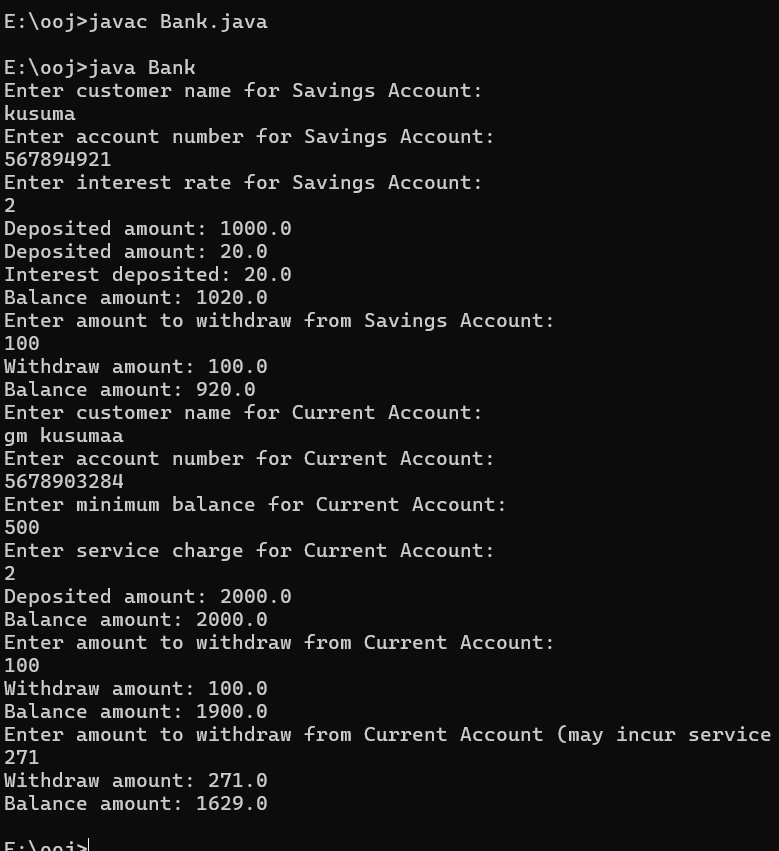 E:\ooj>javac Bank.java
E:\ooj>java Bank
Enter customer name for Savings Account:
kusuma
Enter account number for Savings Account:
567894921
Enter interest rate for Savings Account:
2
Deposited amount: 1000.0
Deposited amount: 20.0
Interest deposited: 20.0
Balance amount: 1020.0
Enter amount to withdraw from Savings Account:
100
Withdraw amount: 100.0
Balance amount: 920.0
Enter customer name for Current Account:
gm kusumaa
Enter account number for Current Account:
5678903284
Enter minimum balance for Current Account:
500
Enter service charge for Current Account:
2
Deposited amount: 2000.0
Balance amount: 2000.0
Enter amount to withdraw from Current Account:
100
Withdraw amount: 100.0
Balance amount: 1900.0
Enter amount to withdraw from Current Account (may incur service
271
Withdraw amount: 271.0
Balance amount: 1629.0
E:\ooj>